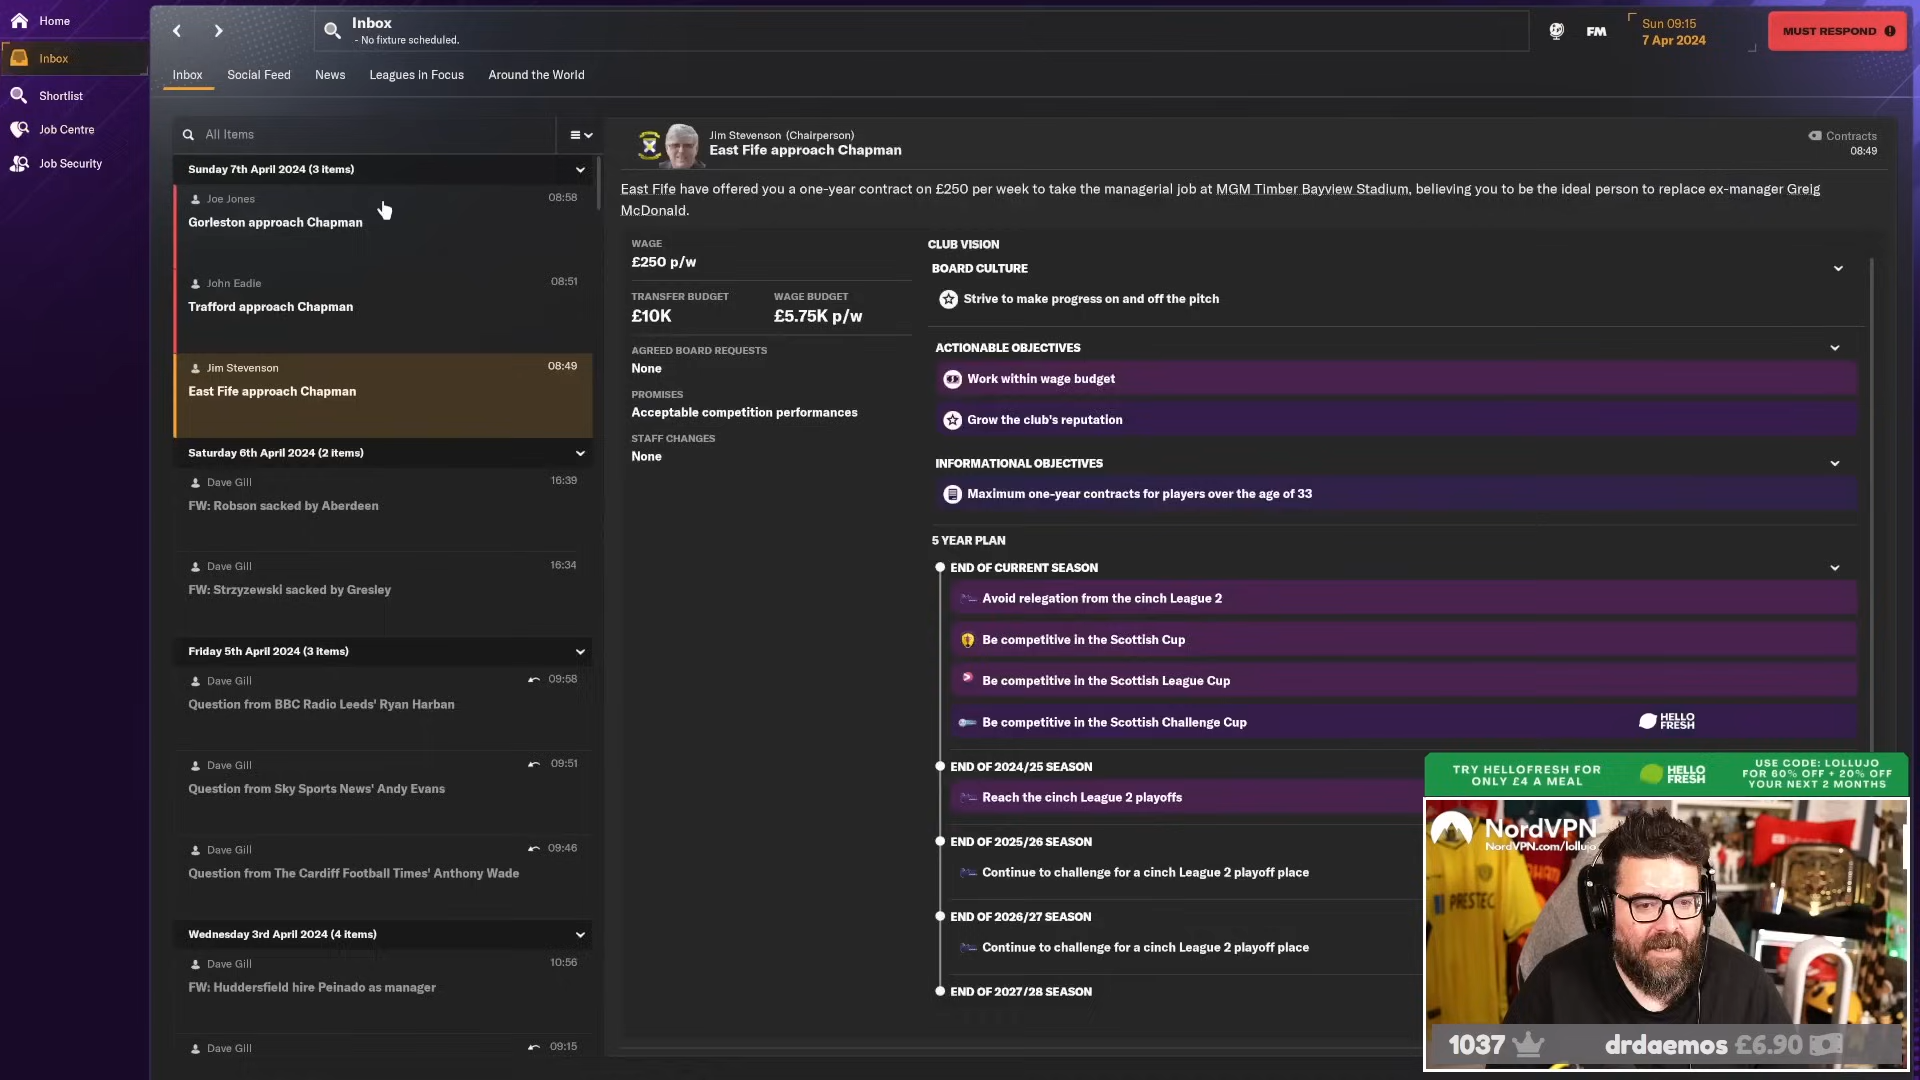 Home
Inbox
Shortlist
Job Centre
Job Security
Inbox
- No fixture scheduled.
FM
Sun 09:15
7 Apr 2024
MUST RESPOND
Inbox
Social Feed
News
Leagues in Focus
Around the World
All Items
Sunday 7th April 2024 (3 items)
Joe Jones
08:58
Gorleston approach Chapman
John Eadie
08:51
Trafford approach Chapman
Jim Stevenson
08:49
East Fife approach Chapman
Saturday 6th April 2024 (2 items)
Dave Gill
16:39
FW: Robson sacked by Aberdeen
Dave Gill
16:34
FW: Strzyzewski sacked by Gresley
Friday 5th April 2024 (3 items)
Dave Gill
09:58
Question from BBC Radio Leeds' Ryan Harban
Dave Gill
09:51
Question from Sky Sports News' Andy Evans
Dave Gill
09:46
Question from The Cardiff Football Times' Anthony Wade
Wednesday 3rd April 2024 (4 items)
Dave Gill
10:56
FW: Huddersfield hire Peinado as manager
Dave Gill
09:15
Jim Stevenson (Chairperson)
East Fife approach Chapman
Contracts
08:49
East Fife have offered you a one-year contract on £250 per week to take the managerial job at MGM Timber Bayview Stadium, believing you to be the ideal person to replace ex-manager Greig
McDonald.
WAGE
£250 p/w
TRANSFER BUDGET
£10K
WAGE BUDGET
£5.75K p/w
AGREED BOARD REQUESTS
None
PROMISES
Acceptable competition performances
STAFF CHANGES
None
CLUB VISION
BOARD CULTURE
Strive to make progress on and off the pitch
ACTIONABLE OBJECTIVES
Work within wage budget
Grow the club's reputation
INFORMATIONAL OBJECTIVES
Maximum one-year contracts for players over the age of 33
5 YEAR PLAN
END OF CURRENT SEASON
Avoid relegation from the cinch League 2
Be competitive in the Scottish Cup
Be competitive in the Scottish League Cup
Be competitive in the Scottish Challenge Cup
HELLO
FRESH
END OF 2024/25 SEASON
Reach the cinch League 2 playoffs
END OF 2025/26 SEASON
Continue to challenge for a cinch League 2 playoff place
END OF 2026/27 SEASON
Continue to challenge for a cinch League 2 playoff place
END OF 2027/28 SEASON
TRY HELLOFRESH FOR
ONLY £4 A MEAL
HELLO
FRESH
USE CODE: LOLLUJO
FOR 60% OFF + 20% OFF
YOUR NEXT 2 MONTHS
NordVPN
NordVPN.com/lollujo
PRESTEC
1037
drdaemos £6.90